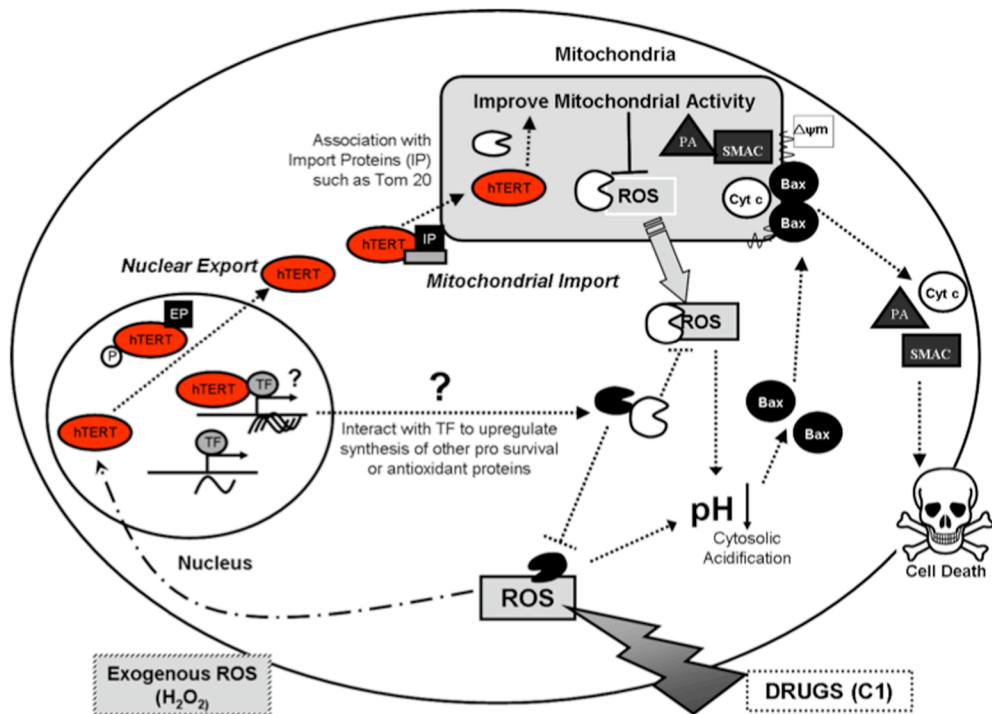 Mitochondria
Improve Mitochondrial Activity
Δψm
PA
SMAC
Association with
Import Proteins (IP)
such as Tom 20
hTERT
ROS
Cyt c
Bax
Bax
hTERT
IP
Nuclear Export
hTERT
Mitochondrial Import
Cyt c
PA
SMAC
EP
hTERT
P
ROS
hTERT
TF
?
?
Bax
Bax
hTERT
Interact with TF to upregulate
synthesis of other pro survival
or antioxidant proteins
TF
pH
Cytosolic
Acidification
Nucleus
Cell Death
ROS
Exogenous ROS
(H₂O₂)
DRUGS (C1)